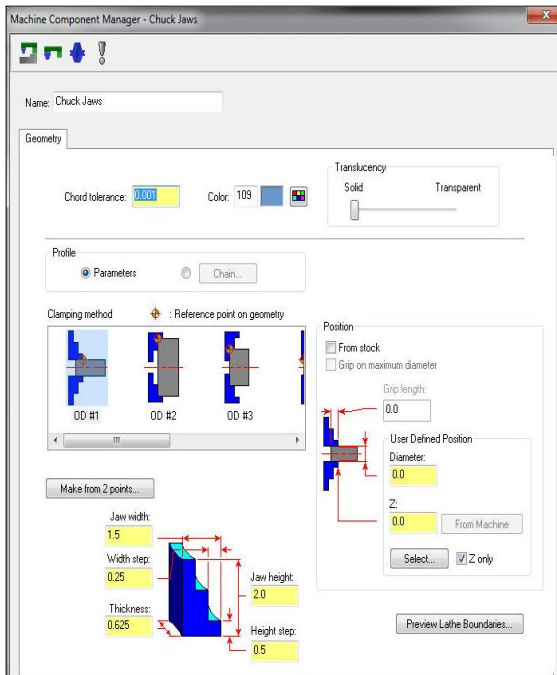 Machine Component Manager - Chuck Jaws
x
Name: Chuck Jaws
Geometry
Chord tolerance: 0.001
Color: 109
Translucency
Solid Transparent
Profile
Parameters
Chain...
Clamping method
: Reference point on geometry
OD #1
OD #2
OD #3
Position
From stock
Grip on maximum diameter
Grip length:
0.0
User Defined Position
Diameter:
0.0
Z:
0.0
From Machine
Select...
Z only
Make from 2 points...
Jaw width:
1.5
Width step:
0.25
Thickness:
0.625
Jaw height:
2.0
Height step:
0.5
Preview Lathe Boundaries...